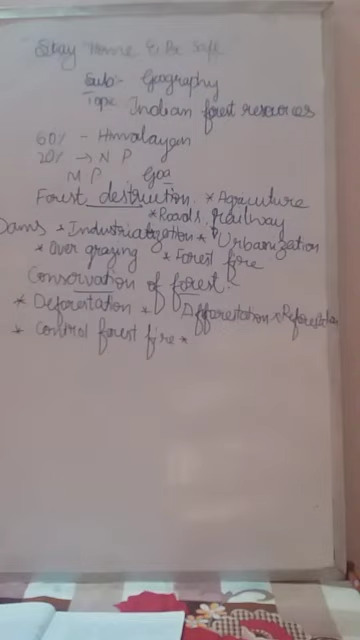 Stay Home & Be Safe
Sub:- Geography
Topic Indian forest resources
60% - Himalayan
20% → N P
M P Goa
Forest destruction * Agriculture
* Roads, railway
Dams * Industrialization * Urbanization
* Over grazing * Forest fire
Conservation of forest:-
* Deforestation * Afforestation * Reforestation
* Control forest fire *